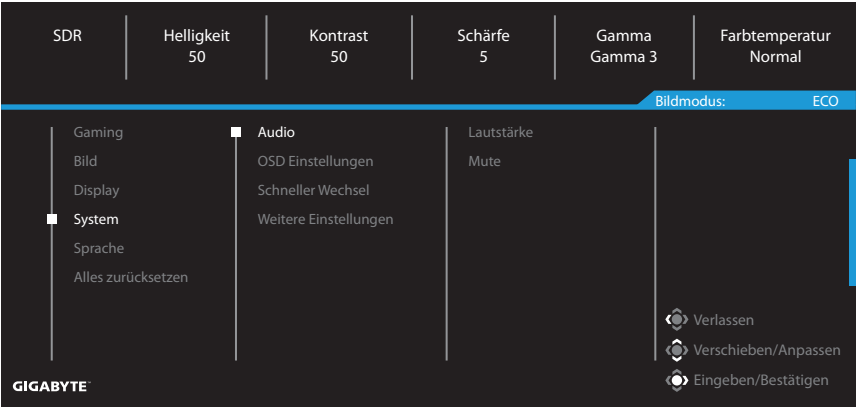 SDR Helligkeit Kontrast Schärfe Gamma Farbtemperatur
50 50 5 Gamma 3 Normal
Bildmodus: ECO
Gaming Audio Lautstärke
Bild OSD Einstellungen Mute
Display Schneller Wechsel
System Weitere Einstellungen
Sprache
Alles zurücksetzen
Verlassen
Verschieben/Anpassen
Eingeben/Bestätigen
GIGABYTE™